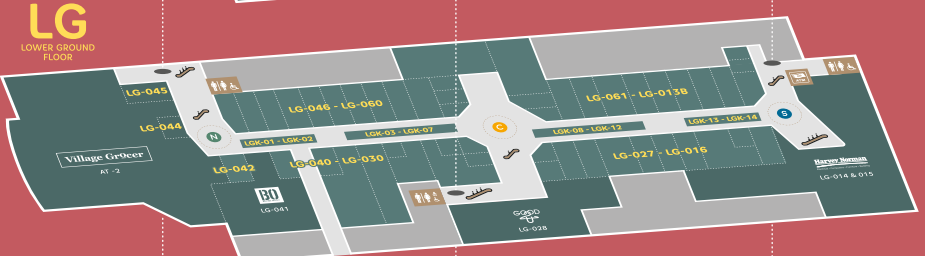 LG
LOWER GROUND
FLOOR
LG-045
LG-044
Village Gr0cer
AT -2
N
LG-046 - LG-060
LGK-01 - LGK-02
LGK-03 - LGK-07
LG-042
LG-040 - LG-030
BO
LG-041
C
LG-061 - LG-013B
LGK-08 - LGK-12
LGK-13 - LGK-14
S
LG-027 - LG-016
GOOD
LG-028
Harvey Norman
LG-014 & 015